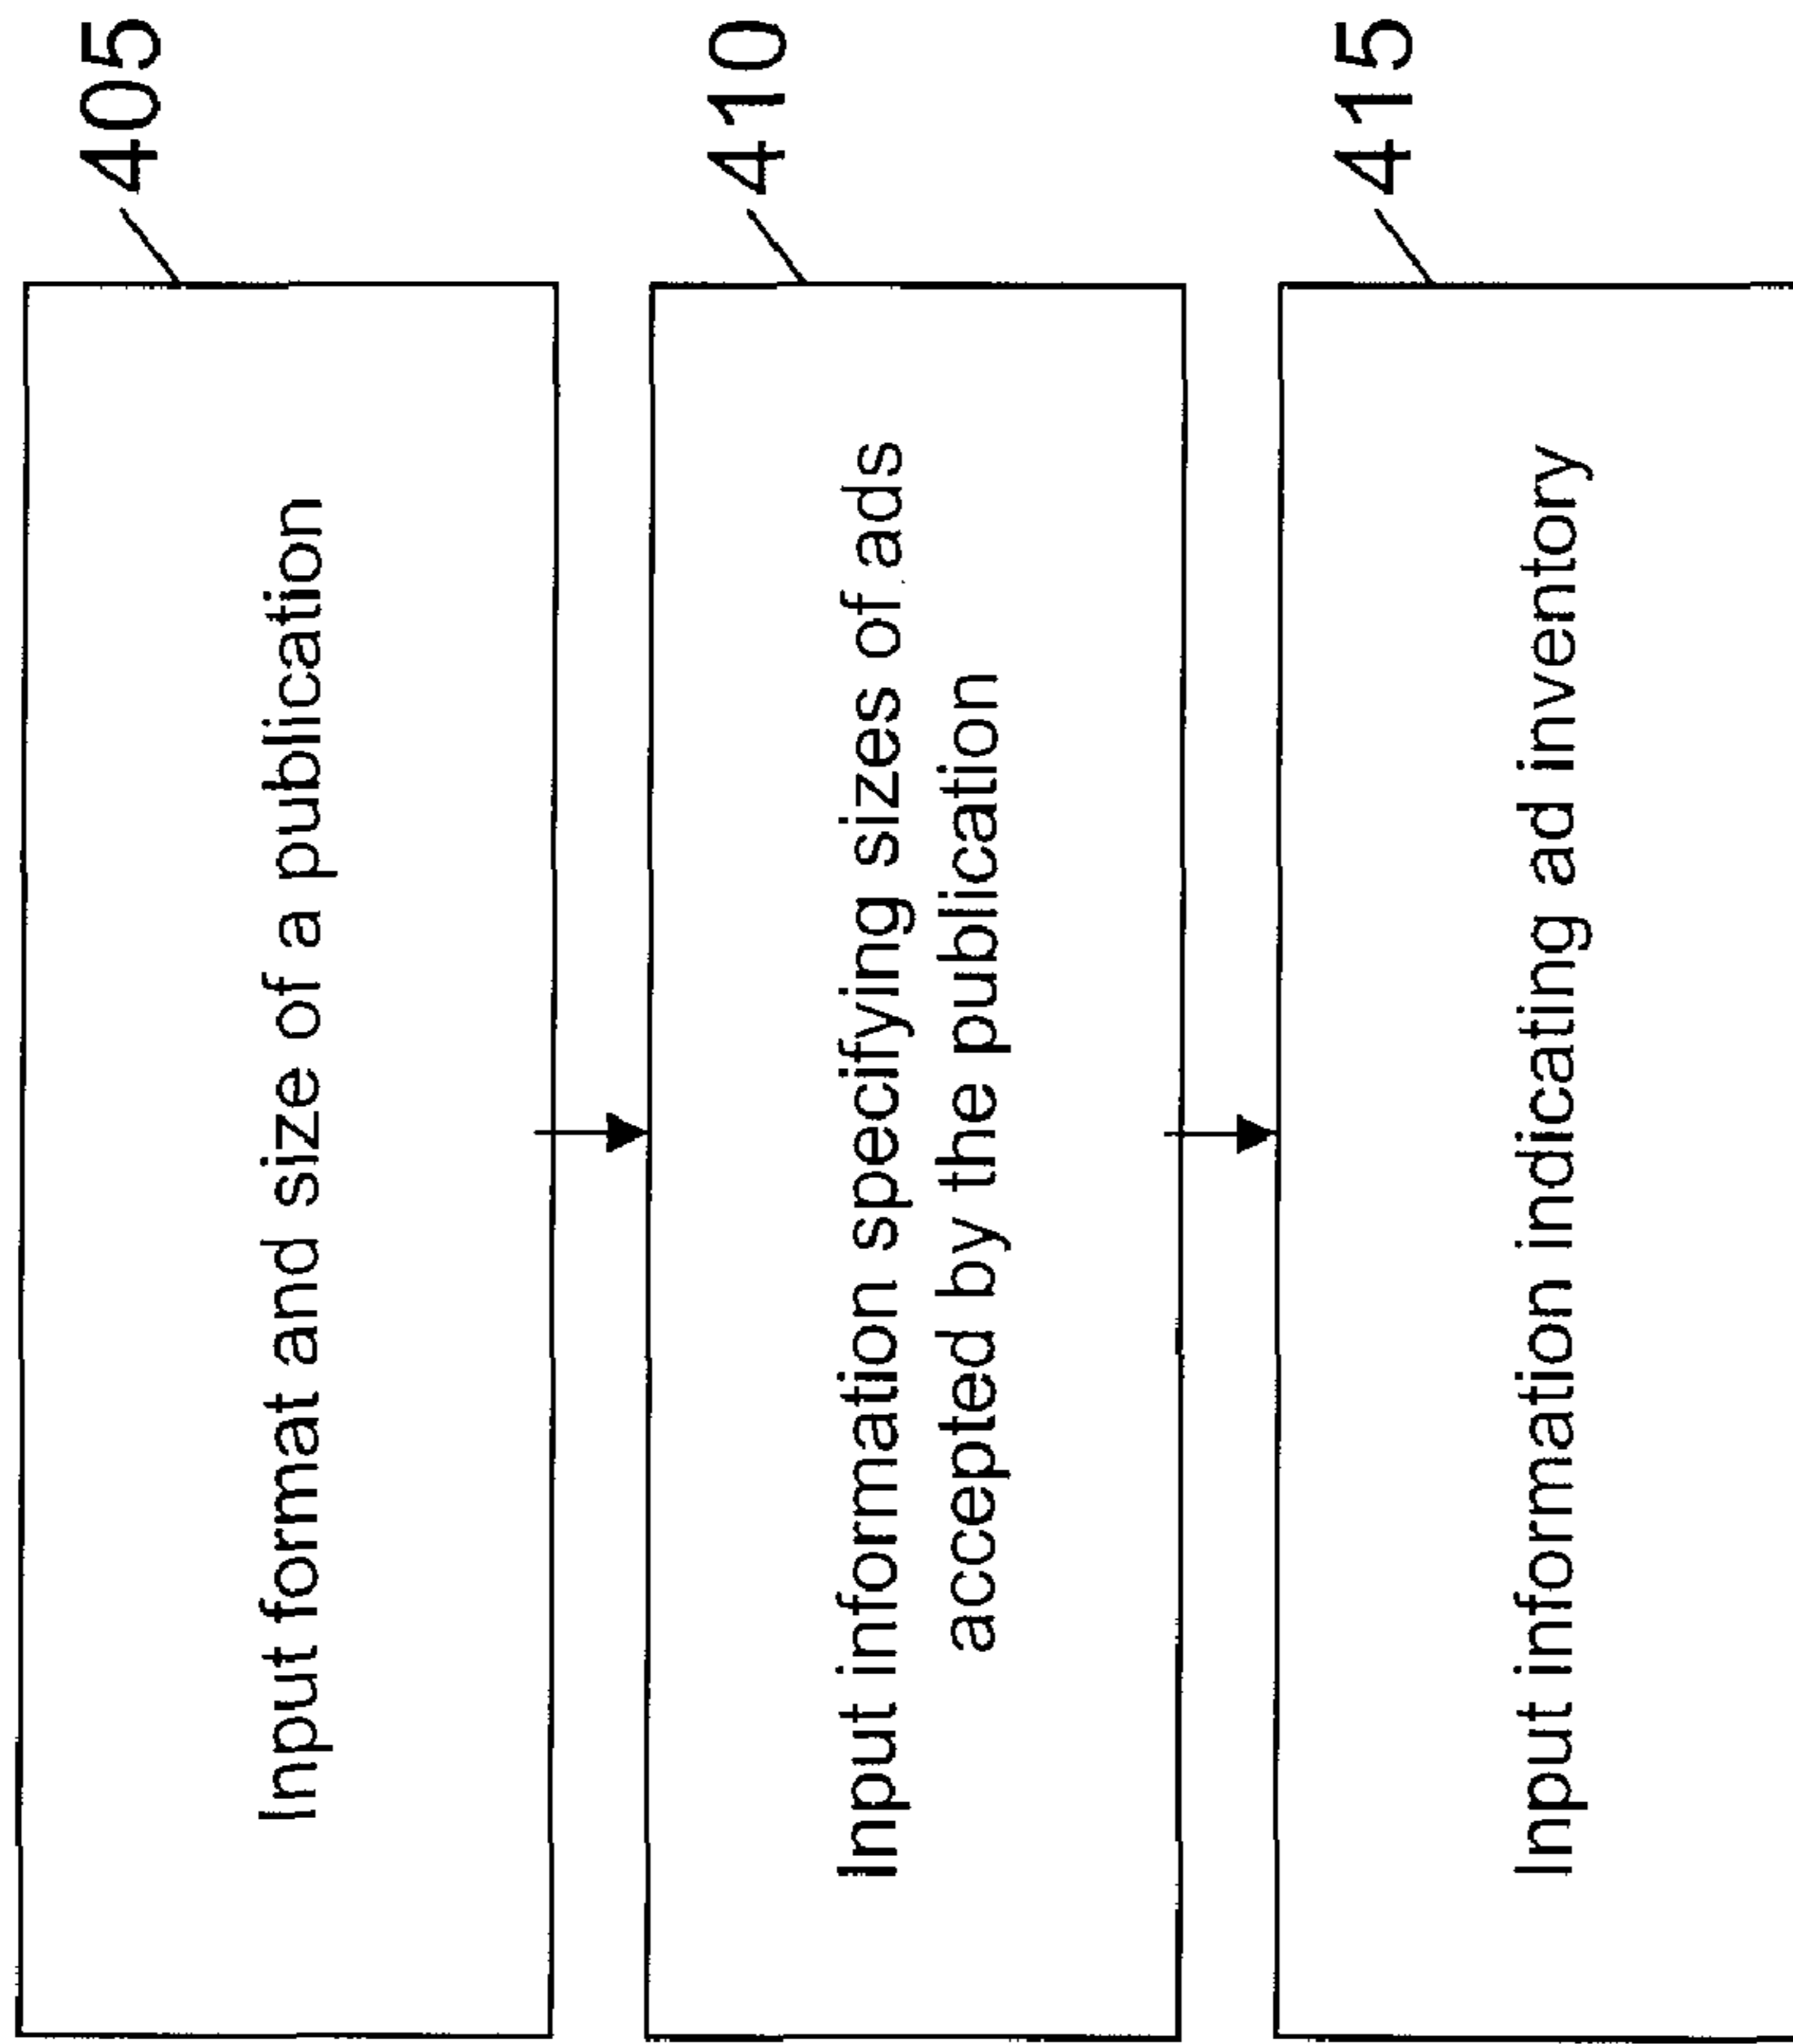 405
Input format and size of a publication
410
Input information specifying sizes of ads
accepted by the publication
415
Input information indicating ad inventory